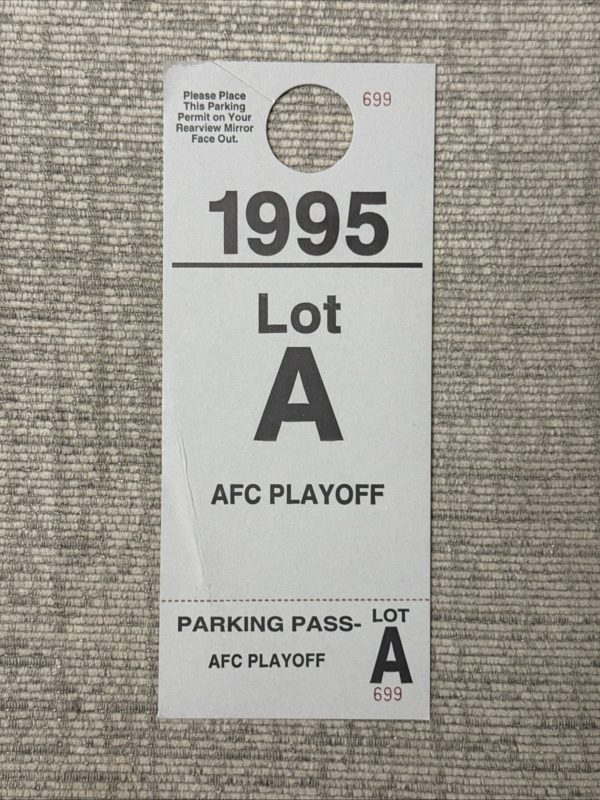 Please Place
This Parking
Permit on Your
Rearview Mirror
Face Out.
699
1995
Lot
A
AFC PLAYOFF
PARKING PASS-
AFC PLAYOFF
LOT
A
699